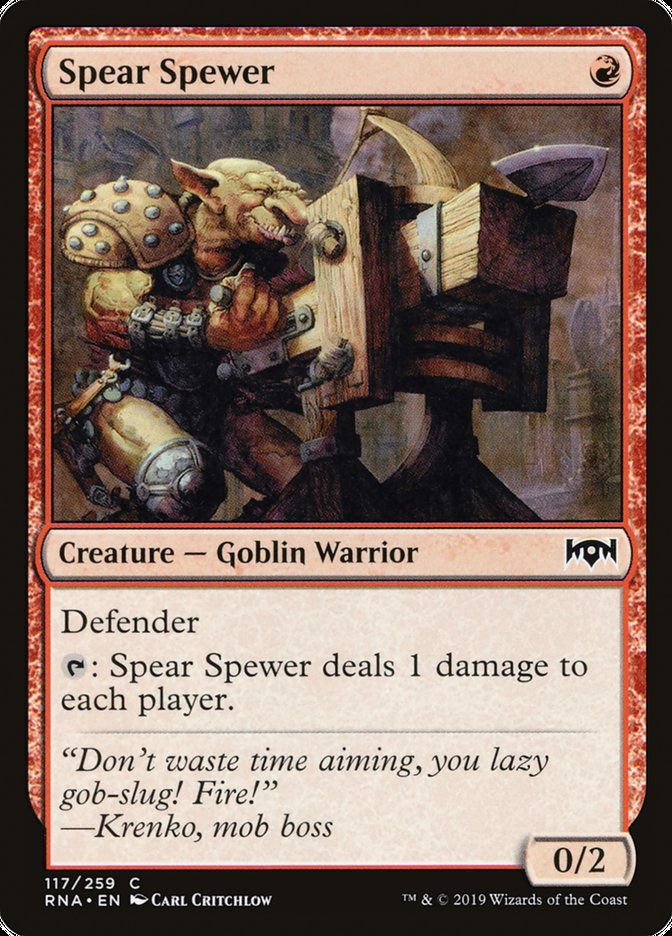 Spear Spewer
Creature — Goblin Warrior
Defender
: Spear Spewer deals 1 damage to
each player.
“Don’t waste time aiming, you lazy
gob-slug! Fire!”
—Krenko, mob boss
0/2
117/259 C
RNA • EN Carl Critchlow
™ & © 2019 Wizards of the Coast